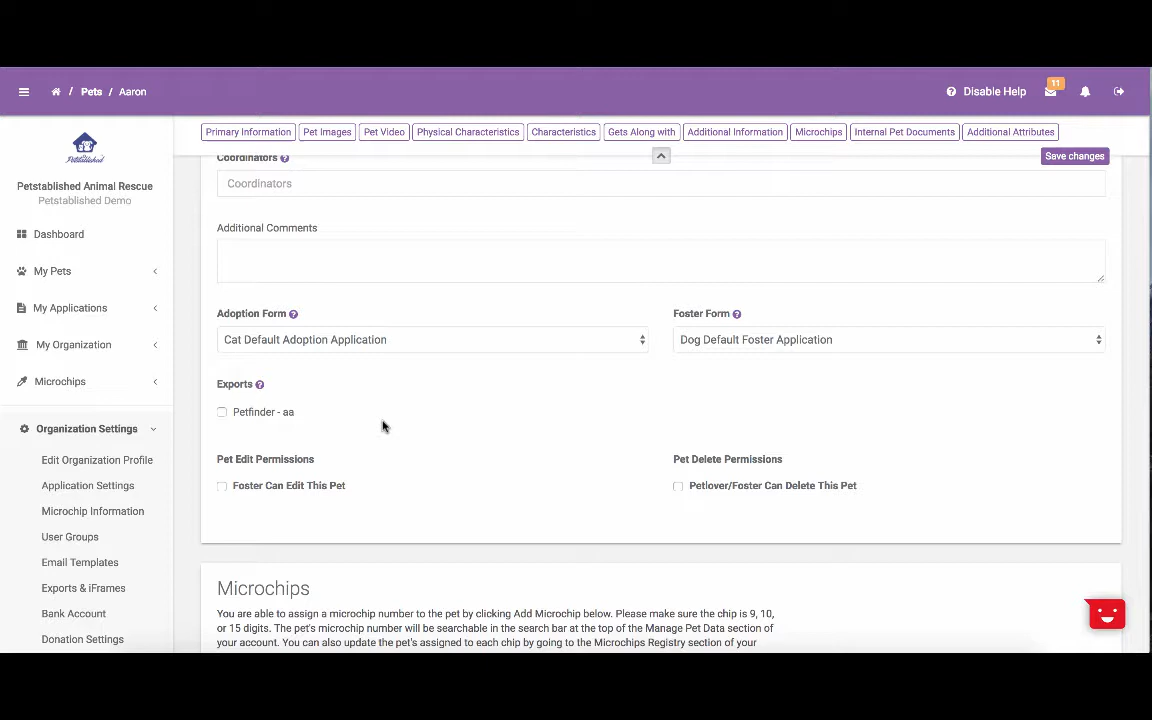 Pets / Aaron
Disable Help
11
Petstablished
Petstablished Animal Rescue
Petstablished Demo
Dashboard
My Pets
My Applications
My Organization
Microchips
Organization Settings
Edit Organization Profile
Application Settings
Microchip Information
User Groups
Email Templates
Exports & iFrames
Bank Account
Donation Settings
Primary Information
Pet Images
Pet Video
Physical Characteristics
Characteristics
Gets Along with
Additional Information
Microchips
Internal Pet Documents
Additional Attributes
Save changes
Coordinators ?
Coordinators
Additional Comments
Adoption Form ?
Cat Default Adoption Application
Foster Form ?
Dog Default Foster Application
Exports ?
Petfinder - aa
Pet Edit Permissions
Foster Can Edit This Pet
Pet Delete Permissions
Petlover/Foster Can Delete This Pet
Microchips
You are able to assign a microchip number to the pet by clicking Add Microchip below. Please make sure the chip is 9, 10,
or 15 digits. The pet's microchip number will be searchable in the search bar at the top of the Manage Pet Data section of
your account. You can also update the pet's assigned to each chip by going to the Microchips Registry section of your